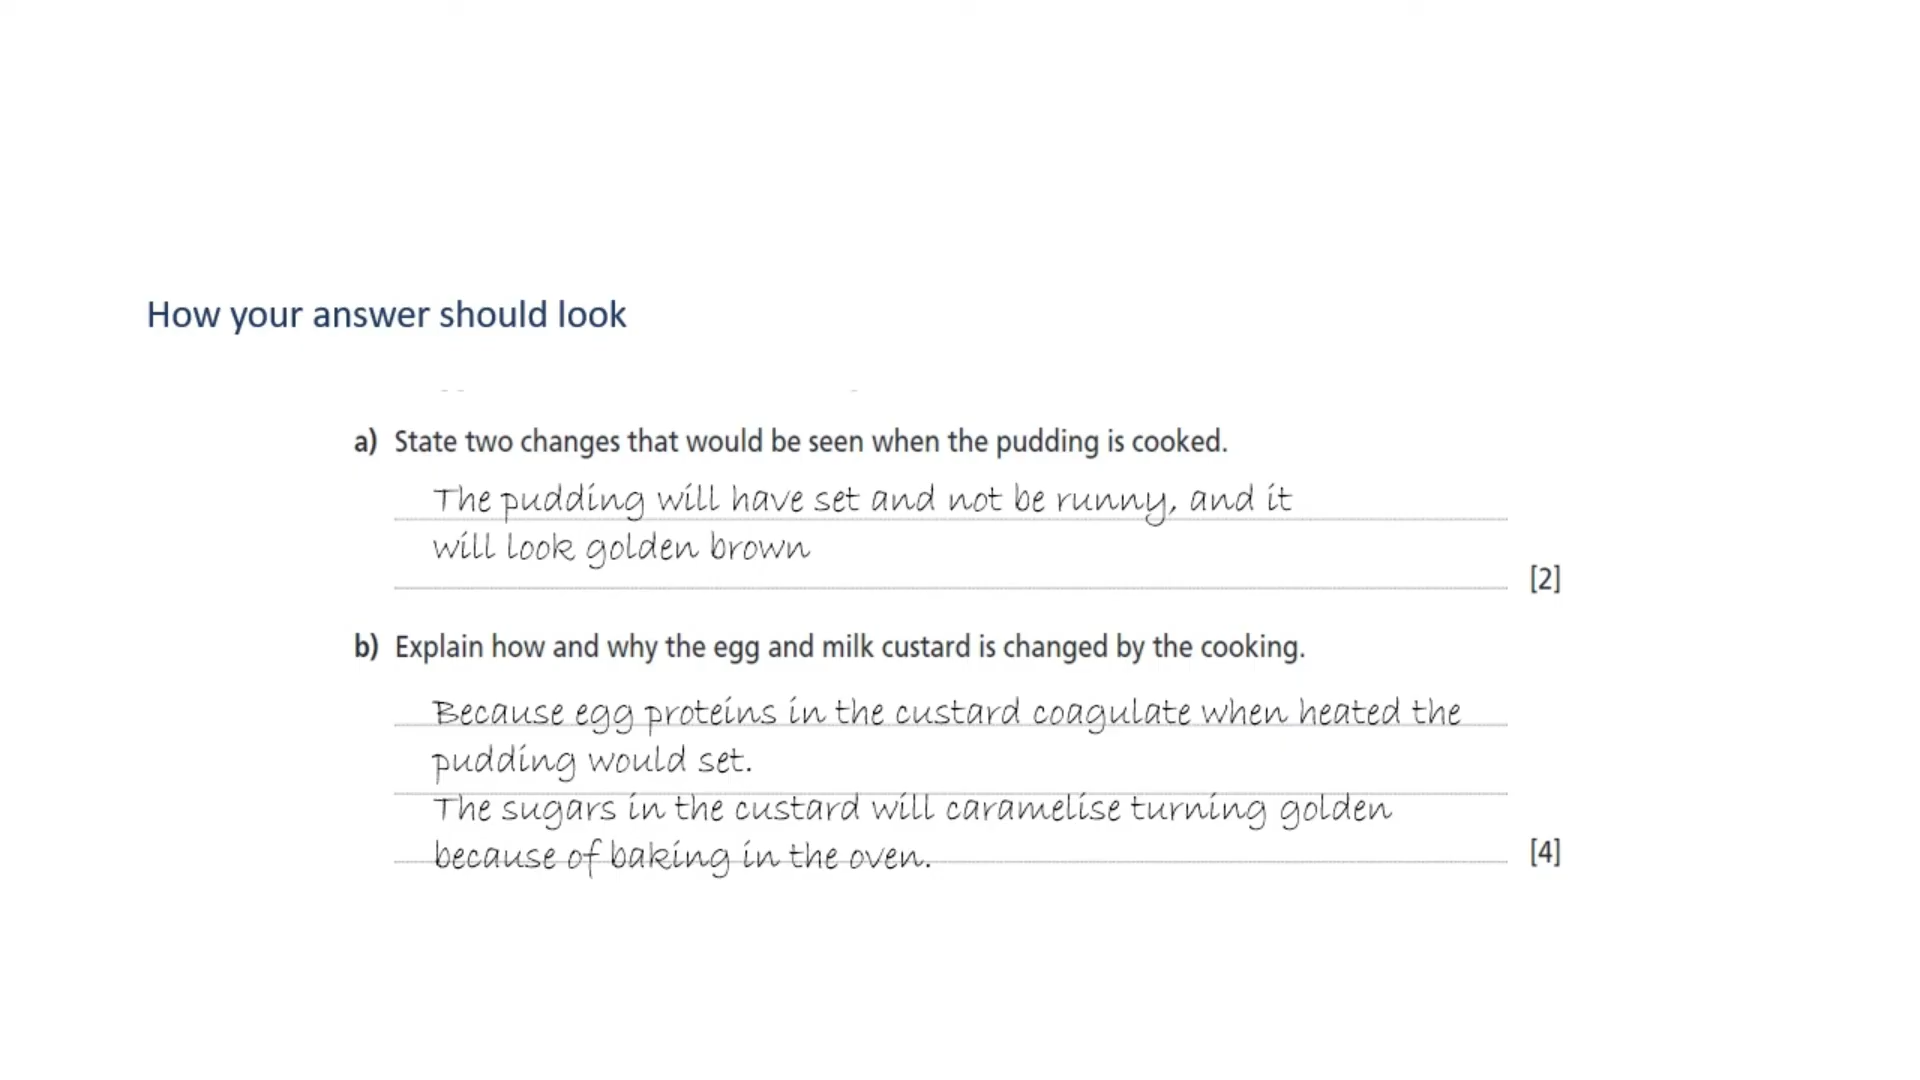 How your answer should look
a) State two changes that would be seen when the pudding is cooked.
The pudding will have set and not be runny, and it
will look golden brown
[2]
b) Explain how and why the egg and milk custard is changed by the cooking.
Because egg proteins in the custard coagulate when heated the
pudding would set.
The sugars in the custard will caramelise turning golden
because of baking in the oven.
[4]